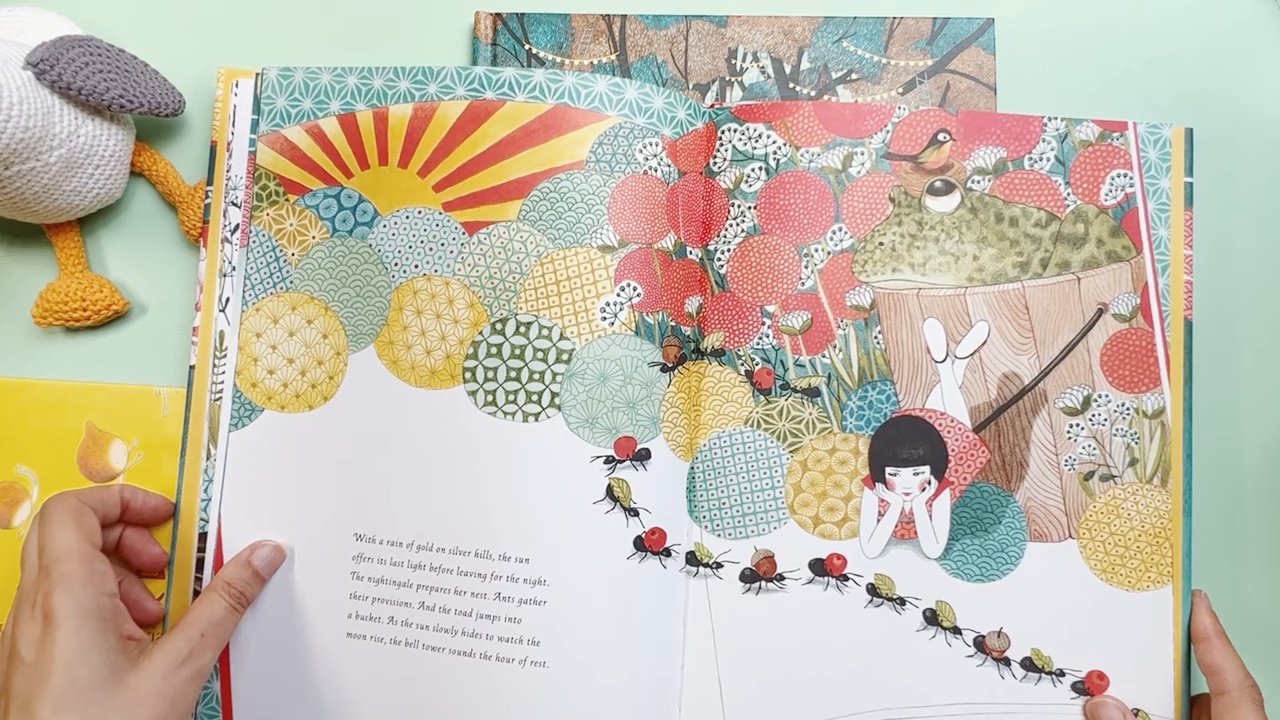 With a rain of gold on silver hills, the sun
offers its last light before leaving for the night.
The nightingale prepares her nest. Ants gather
their provisions. And the toad jumps into
a bucket. As the sun slowly hides to watch the
moon rise, the bell tower sounds the hour of rest.